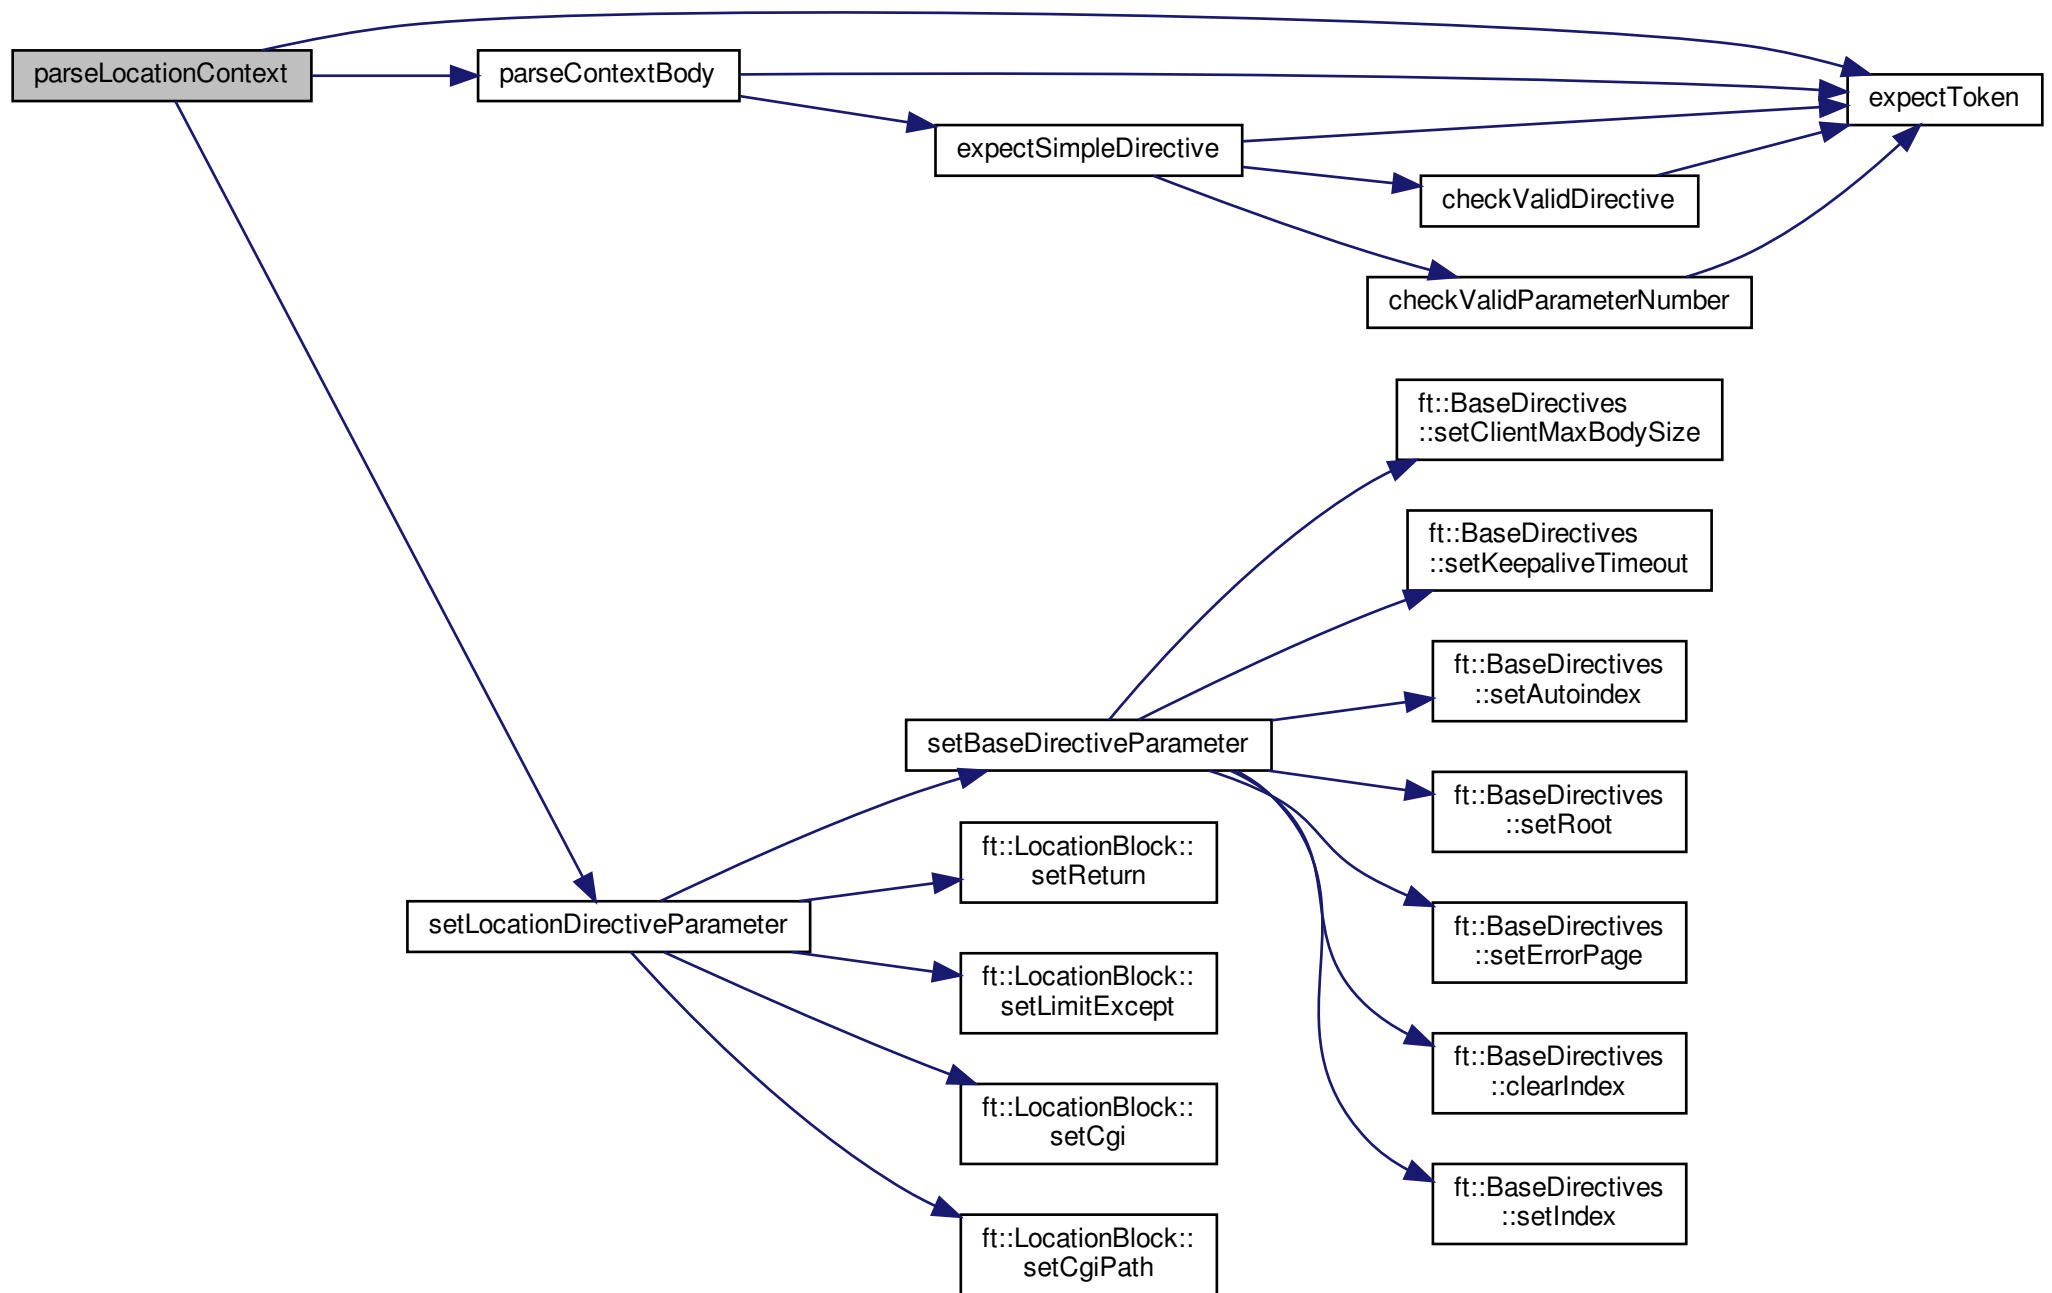 parseLocationContext
parseContextBody
expectToken
expectSimpleDirective
checkValidDirective
checkValidParameterNumber
ft::BaseDirectives
::setClientMaxBodySize
ft::BaseDirectives
::setKeepaliveTimeout
ft::BaseDirectives
::setAutoindex
setBaseDirectiveParameter
ft::BaseDirectives
::setRoot
ft::LocationBlock::
setReturn
setLocationDirectiveParameter
ft::BaseDirectives
::setErrorPage
ft::LocationBlock::
setLimitExcept
ft::BaseDirectives
::clearIndex
ft::LocationBlock::
setCgi
ft::BaseDirectives
::setIndex
ft::LocationBlock::
setCgiPath